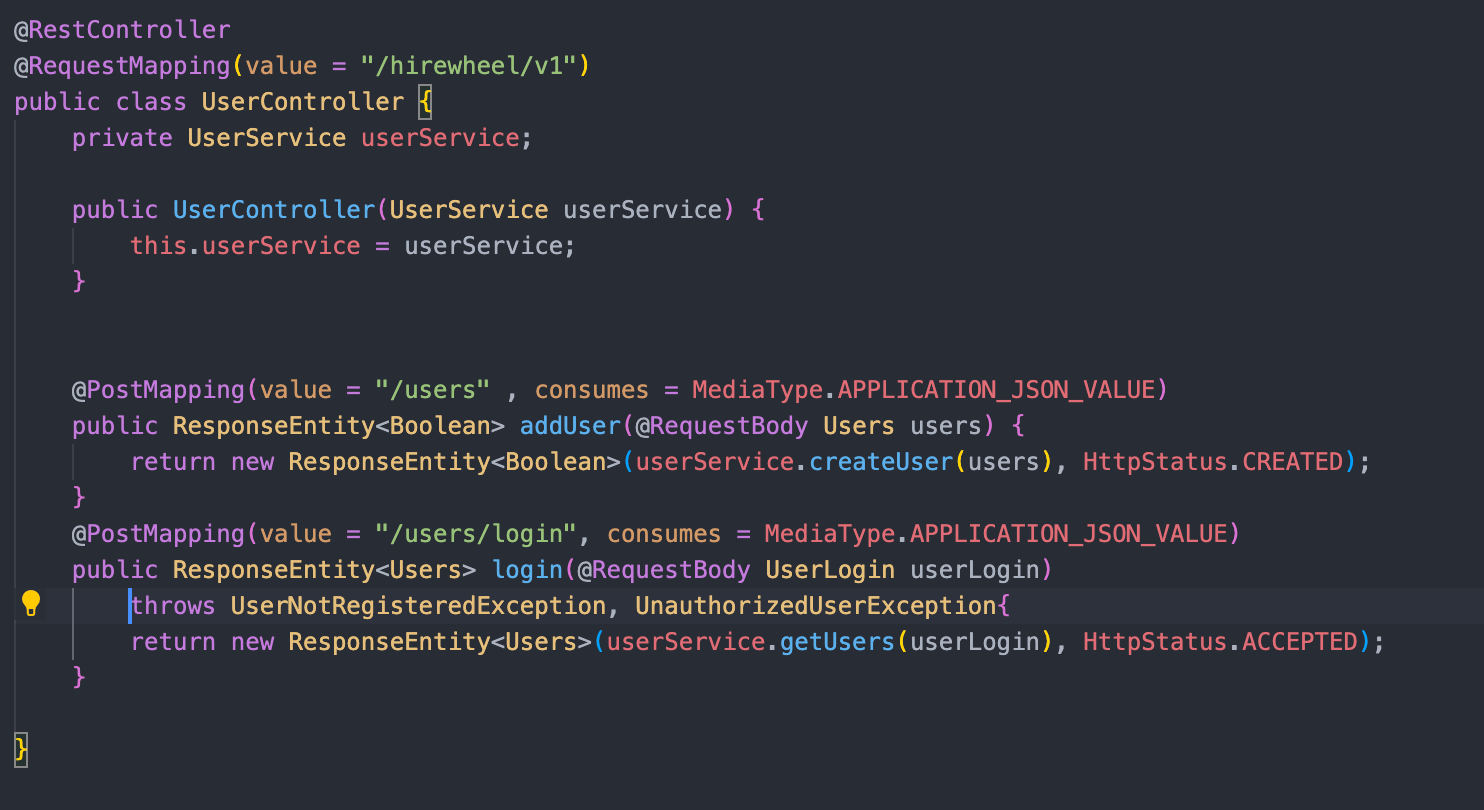 @RestController
@RequestMapping(value = "/hirewheel/v1")
public class UserController {
    private UserService userService;

    public UserController(UserService userService) {
        this.userService = userService;
    }


    @PostMapping(value = "/users" , consumes = MediaType.APPLICATION_JSON_VALUE)
    public ResponseEntity<Boolean> addUser(@RequestBody Users users) {
        return new ResponseEntity<Boolean>(userService.createUser(users), HttpStatus.CREATED);
    }
    @PostMapping(value = "/users/login", consumes = MediaType.APPLICATION_JSON_VALUE)
    public ResponseEntity<Users> login(@RequestBody UserLogin userLogin)
        throws UserNotRegisteredException, UnauthorizedUserException{
        return new ResponseEntity<Users>(userService.getUsers(userLogin), HttpStatus.ACCEPTED);
    }

}